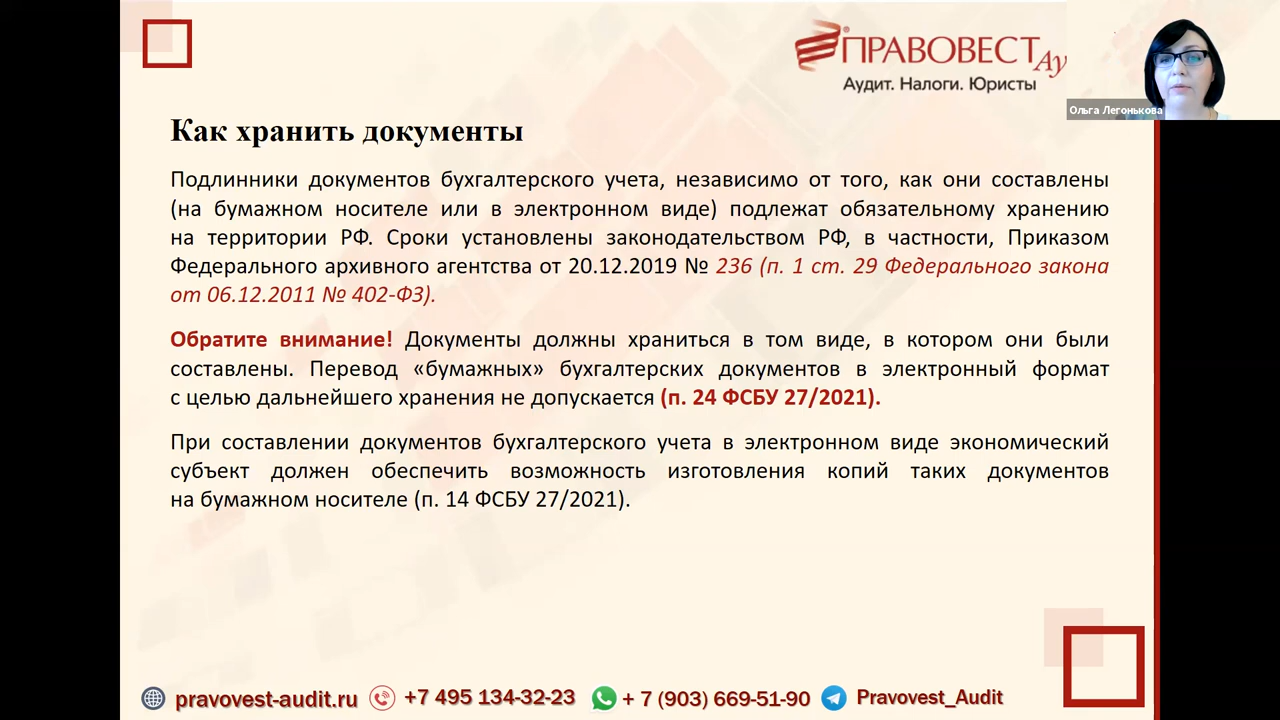 ПРАВОВЕСТ Ау
Аудит. Налоги. Юристы
Ольга Легонькова
Как хранить документы
Подлинники документов бухгалтерского учета, независимо от того, как они составлены
(на бумажном носителе или в электронном виде) подлежат обязательному хранению
на территории РФ. Сроки установлены законодательством РФ, в частности, Приказом
Федерального архивного агентства от 20.12.2019 № 236 (п. 1 ст. 29 Федерального закона
от 06.12.2011 № 402-ФЗ).
Обратите внимание! Документы должны храниться в том виде, в котором они были
составлены. Перевод «бумажных» бухгалтерских документов в электронный формат
с целью дальнейшего хранения не допускается (п. 24 ФСБУ 27/2021).
При составлении документов бухгалтерского учета в электронном виде экономический
субъект должен обеспечить возможность изготовления копий таких документов
на бумажном носителе (п. 14 ФСБУ 27/2021).
pravovest-audit.ru +7 495 134-32-23 + 7 (903) 669-51-90 Pravovest_Audit